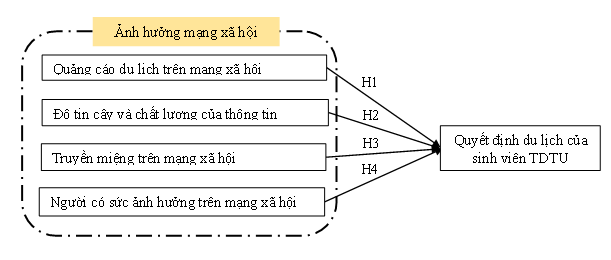 Ảnh hưởng mạng xã hội
Quảng cáo du lịch trên mạng xã hội
Độ tin cậy và chất lượng của thông tin
Truyền miệng trên mạng xã hội
Người có sức ảnh hưởng trên mạng xã hội
H1
H2
H3
H4
Quyết định du lịch của
sinh viên TDTU